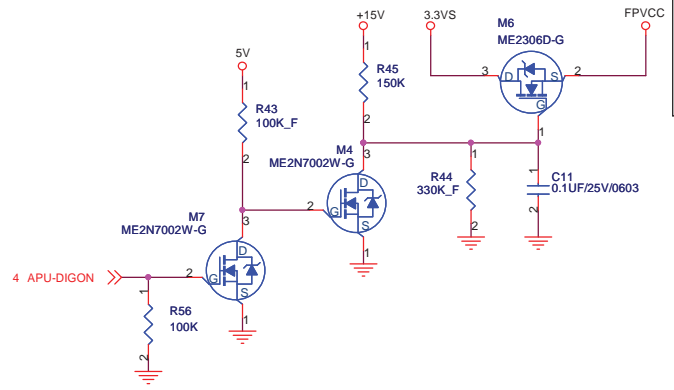 +15V
3.3VS
M6
ME2306D-G
FPVCC
5V
1
R45
150K
2
3
D
S
2
G
1
1
R43
100K_F
2
M4
ME2N7002W-G
3
D
2
G
S
1
1
R44
330K_F
2
1
C11
0.1UF/25V/0603
2
M7
ME2N7002W-G
3
D
4 APU-DIGON
2
G
S
1
1
R56
100K
2